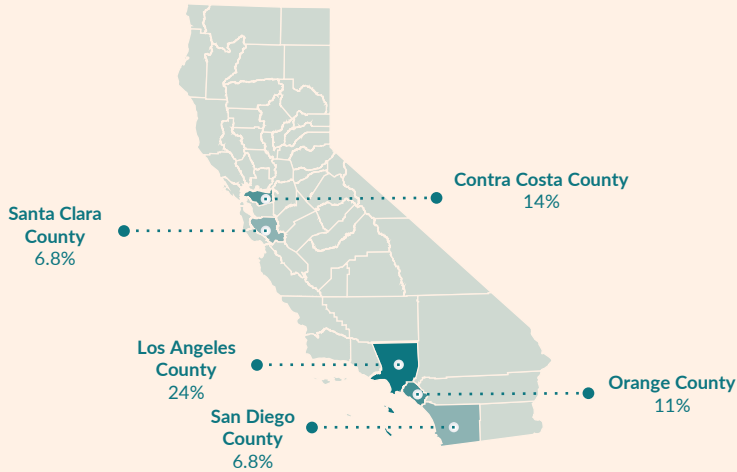 Contra Costa County
14%
Santa Clara
County
6.8%
Los Angeles
County
24%
Orange County
11%
San Diego
County
6.8%